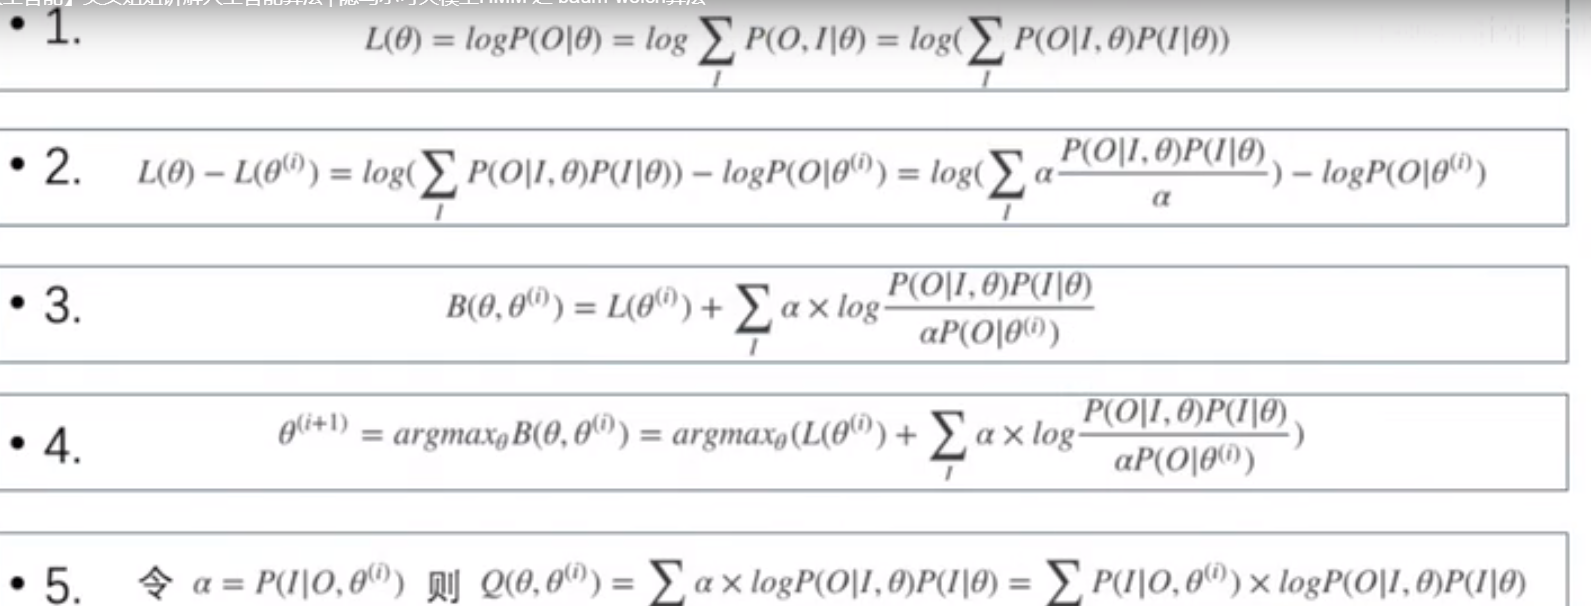 • 1. L(θ) = logP(O|θ) = log ∑_I P(O, I|θ) = log(∑_I P(O|I, θ)P(I|θ))
• 2. L(θ) − L(θ^(i)) = log(∑_I P(O|I, θ)P(I|θ)) − logP(O|θ^(i)) = log(∑_I α P(O|I, θ)P(I|θ) / α) − logP(O|θ^(i))
• 3. B(θ, θ^(i)) = L(θ^(i)) + ∑_I α × log P(O|I, θ)P(I|θ) / αP(O|θ^(i))
• 4. θ^(i+1) = argmax_θ B(θ, θ^(i)) = argmax_θ (L(θ^(i)) + ∑_I α × log P(O|I, θ)P(I|θ) / αP(O|θ^(i)))
• 5. 令 α = P(I|O, θ^(i)) 则 Q(θ, θ^(i)) = ∑ α × logP(O|I, θ)P(I|θ) = ∑ P(I|O, θ^(i)) × logP(O|I, θ)P(I|θ)